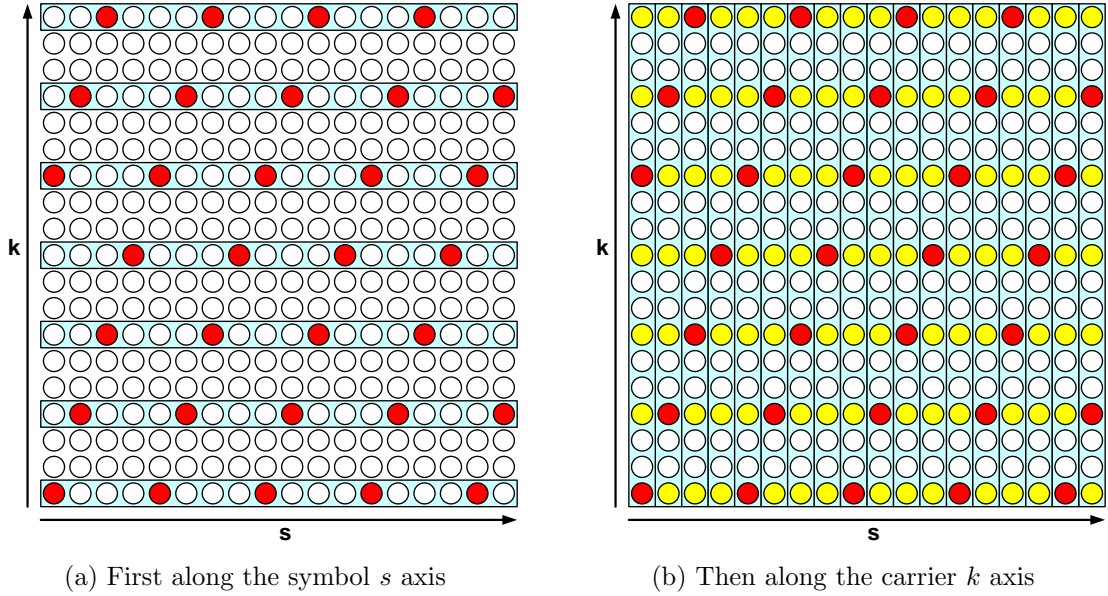 k
s
(a) First along the symbol s axis
k
s
(b) Then along the carrier k axis